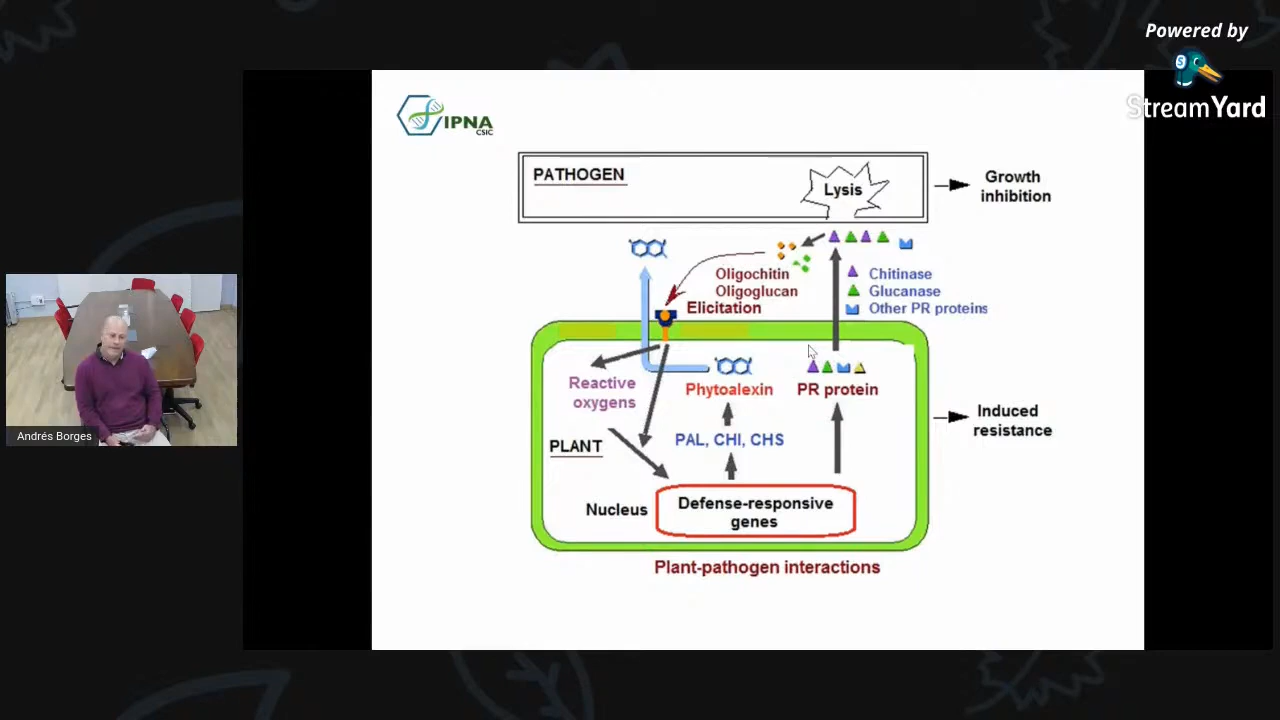 Powered by
StreamYard
IPNA
CSIC
PATHOGEN
Lysis
Growth
inhibition
Oligochitin
Oligoglucan
Elicitation
Chitinase
Glucanase
Other PR proteins
Reactive
oxygens
Phytoalexin
PR protein
Induced
resistance
PLANT
PAL, CHI, CHS
Nucleus
Defense-responsive
genes
Plant-pathogen interactions
Andrés Borges